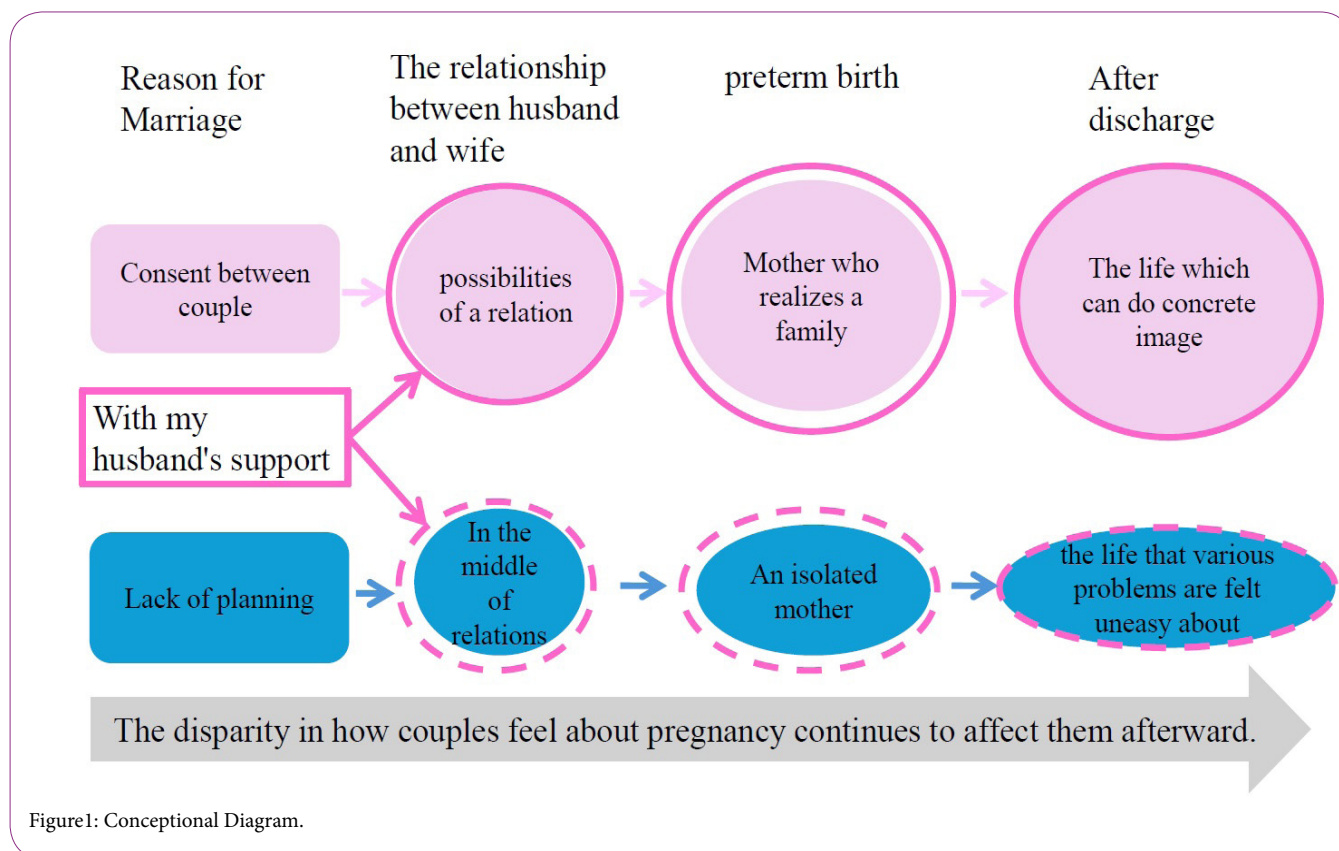 Reason for
Marriage
The relationship
between husband
and wife
preterm birth
After
discharge
Consent between
couple
possibilities
of a relation
Mother who
realizes a
family
The life which
can do concrete
image
With my
husband's support
Lack of planning
In the
middle
of
relations
An isolated
mother
the life that various
problems are felt
uneasy about
The disparity in how couples feel about pregnancy continues to affect them afterward.
Figure1: Conceptual Diagram.